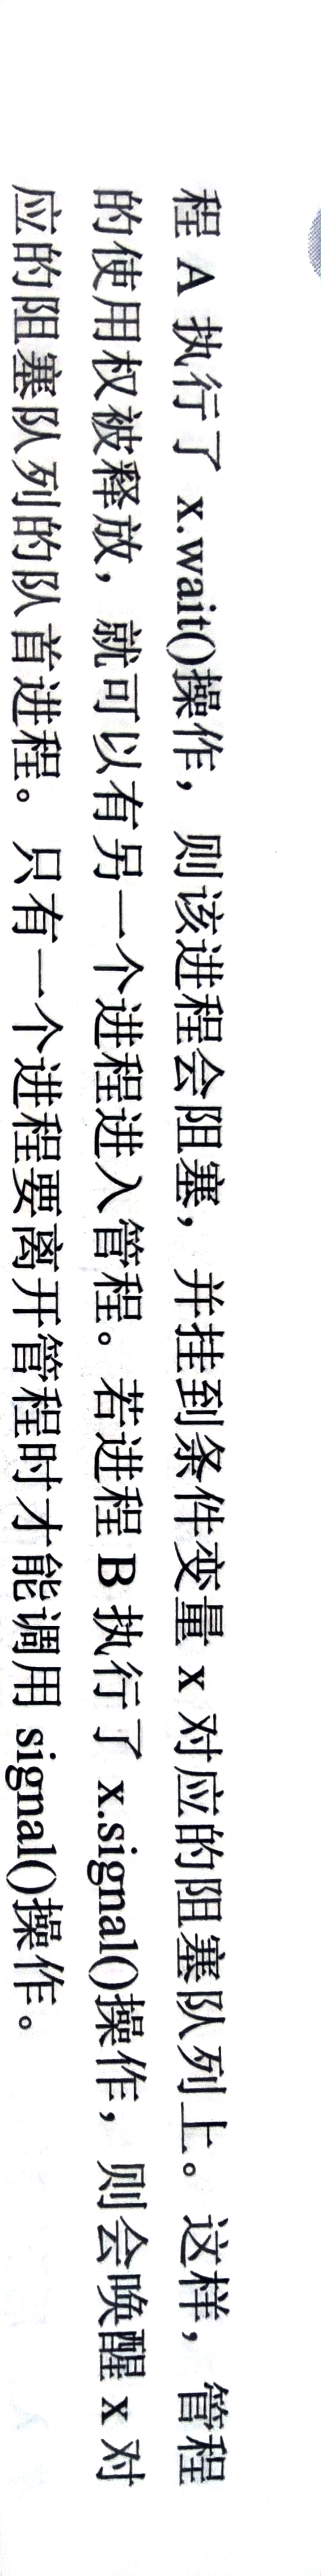 程 A 执行了 x.wait()操作，则该进程会阻塞，并挂到条件变量 x 对应的阻塞队列上。这样，管程
的使用权被释放，就可以有另一个进程进入管程。若进程 B 执行了 x.signal()操作，则会唤醒 x 对
应的阻塞队列的队首进程。只有一个进程要离开管程时才能调用 signal()操作。